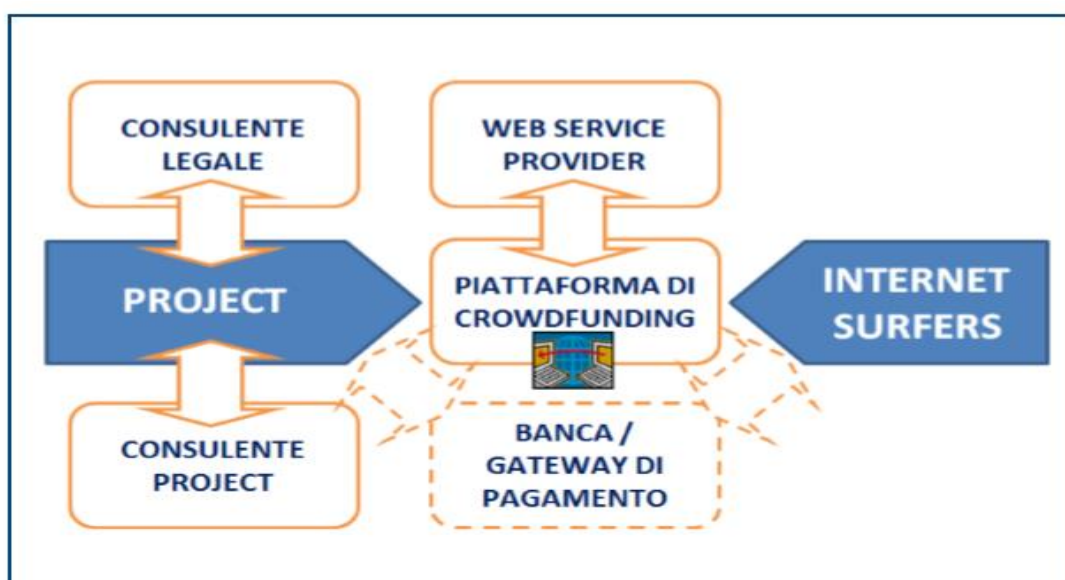 CONSULENTE
LEGALE
WEB SERVICE
PROVIDER
PROJECT
PIATTAFORMA DI
CROWDFUNDING
INTERNET
SURFERS
CONSULENTE
PROJECT
BANCA /
GATEWAY DI
PAGAMENTO